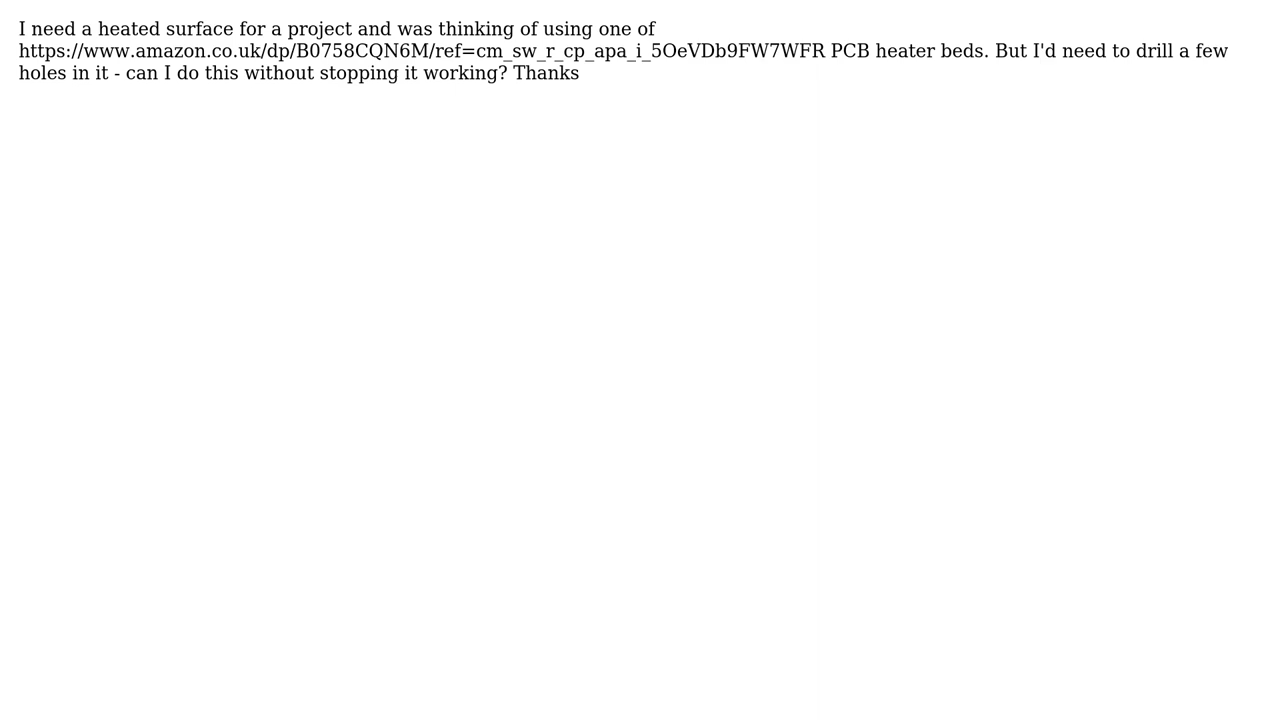 I need a heated surface for a project and was thinking of using one of
https://www.amazon.co.uk/dp/B0758CQN6M/ref=cm_sw_r_cp_apa_i_5OeVDb9FW7WFR PCB heater beds. But I'd need to drill a few
holes in it - can I do this without stopping it working? Thanks